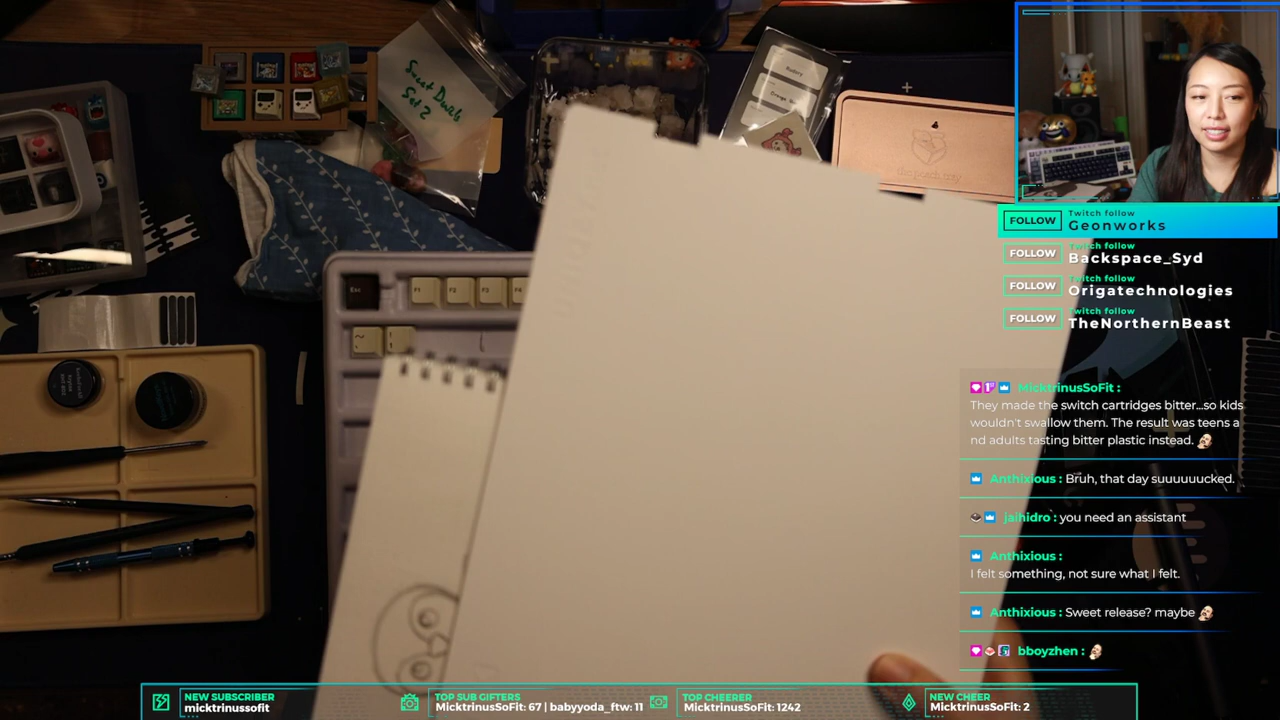 Sweet Dwarf
Set 2
Esc
F1
F2
F3
F4
FOLLOW
Twitch follow
Geonworks
FOLLOW
Twitch follow
Backspace_Syd
FOLLOW
Twitch follow
Origatechnologies
FOLLOW
Twitch follow
TheNorthernBeast
MicktrinusSoFit :
They made the switch cartridges bitter...so kids
wouldn't swallow them. The result was teens a
nd adults tasting bitter plastic instead.
Anthixious : Bruh, that day suuuuuucked.
jaihidro : you need an assistant
Anthixious :
I felt something, not sure what I felt.
Anthixious : Sweet release? maybe
bboyzhen :
NEW SUBSCRIBER
micktrinussofit
TOP SUB GIFTERS
MicktrinusSoFit: 67 | babyyoda_ftw: 11
TOP CHEERER
MicktrinusSoFit: 1242
NEW CHEER
MicktrinusSoFit: 2